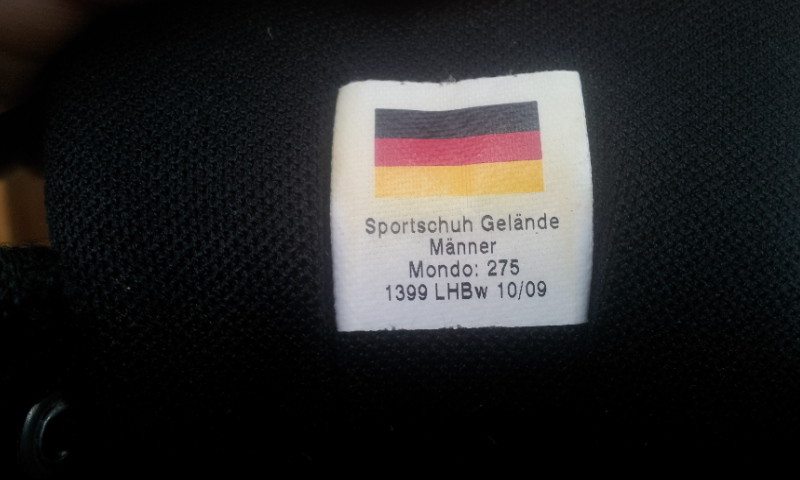 Sportschuh Gelände
Männer
Mondo: 275
1399 LHBw 10/09